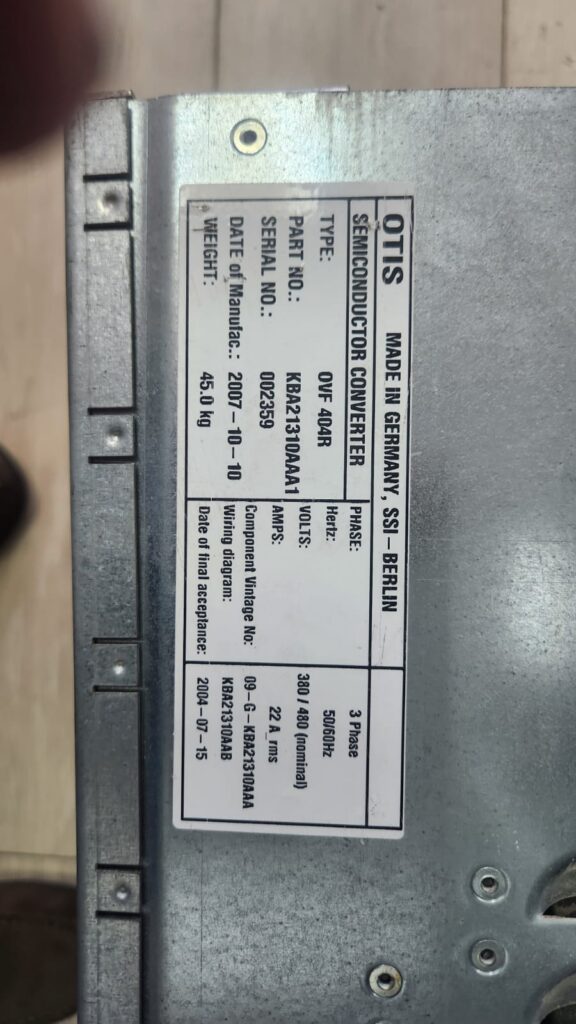 OTIS MADE IN GERMANY, SSI – BERLIN
SEMICONDUCTOR CONVERTER
TYPE: OVF 404R
PART NO.: KBA21310AAA1
SERIAL NO.: 002359
DATE of Manufac.: 2007–10–10
WEIGHT: 45.0 kg
PHASE: 3 Phase
Hertz: 50/60Hz
VOLTS: 380 / 480 (nominal)
AMPS: 22 A_rms
Component Vintage No: 09–G–KBA21310AAA
Wiring diagram: KBA21310AAB
Date of final acceptance: 2004–07–15